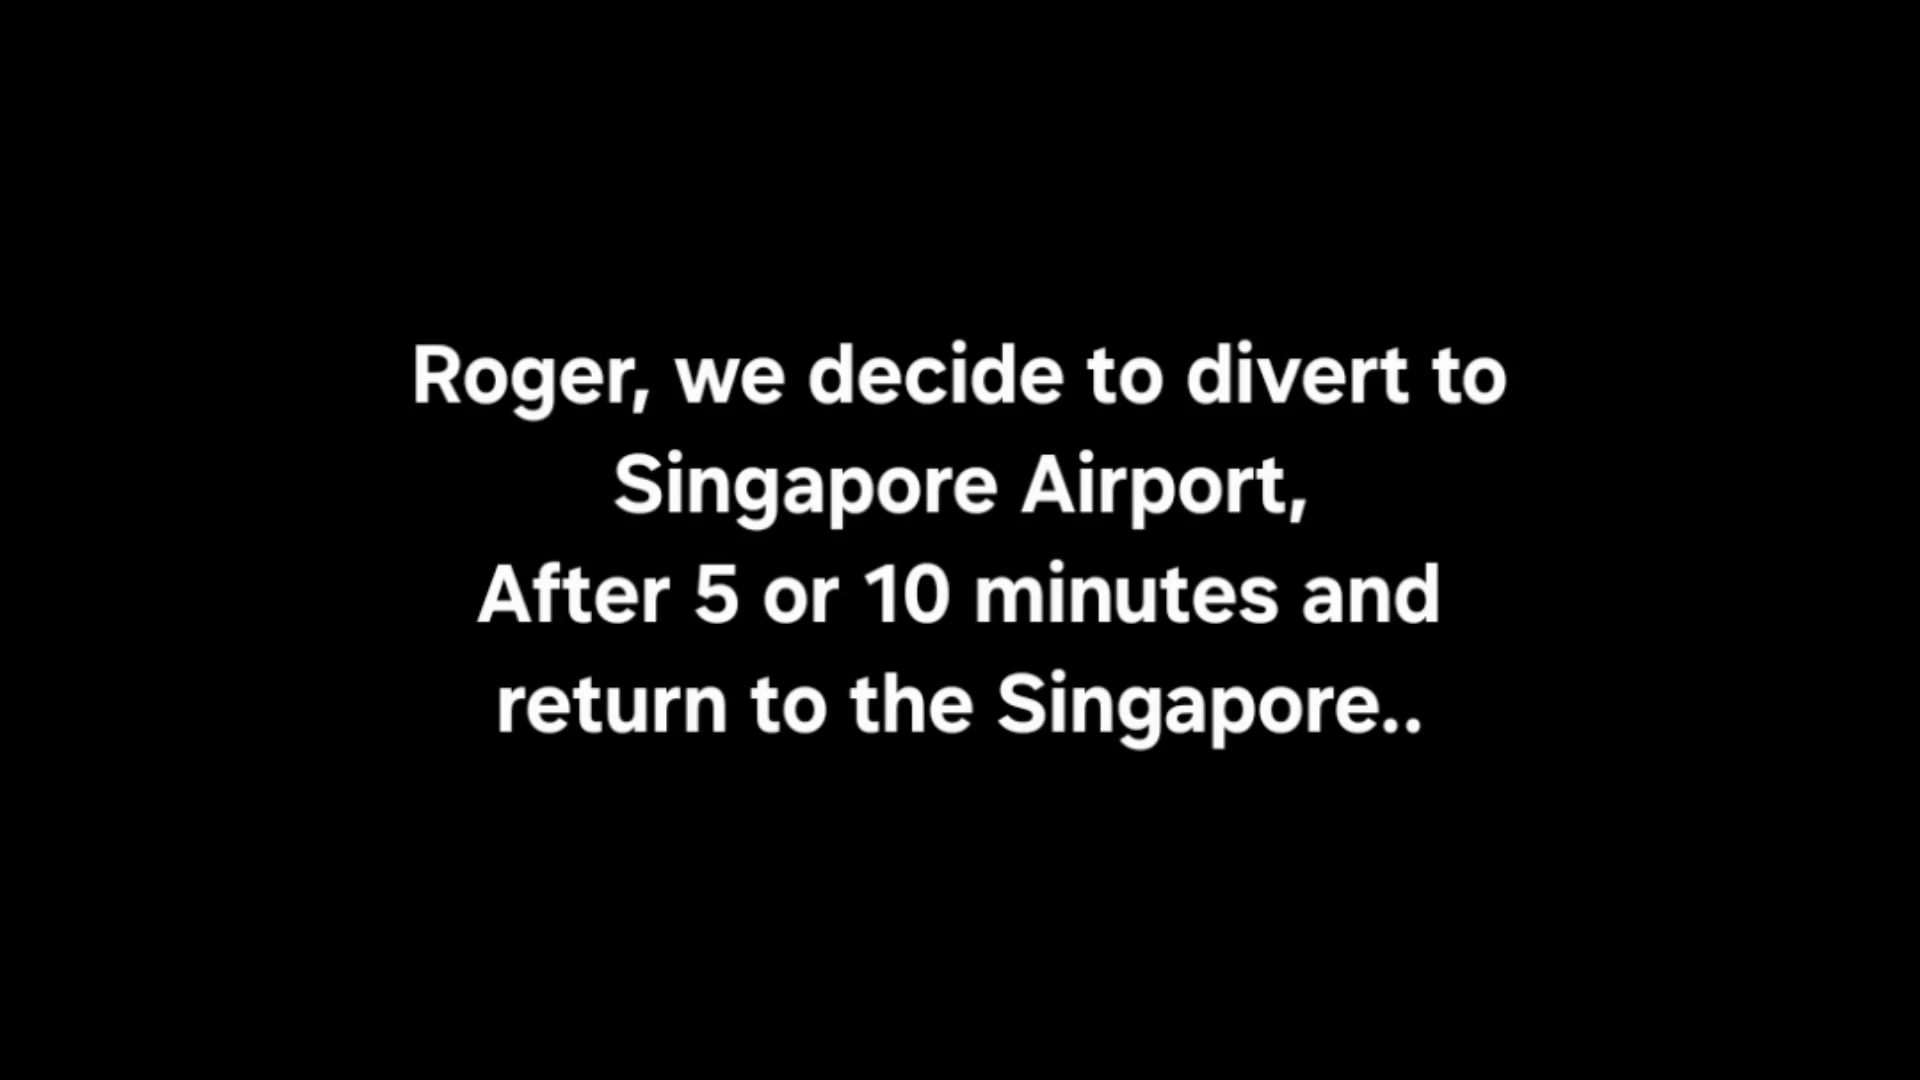 Roger, we decide to divert to
Singapore Airport,
After 5 or 10 minutes and
return to the Singapore..